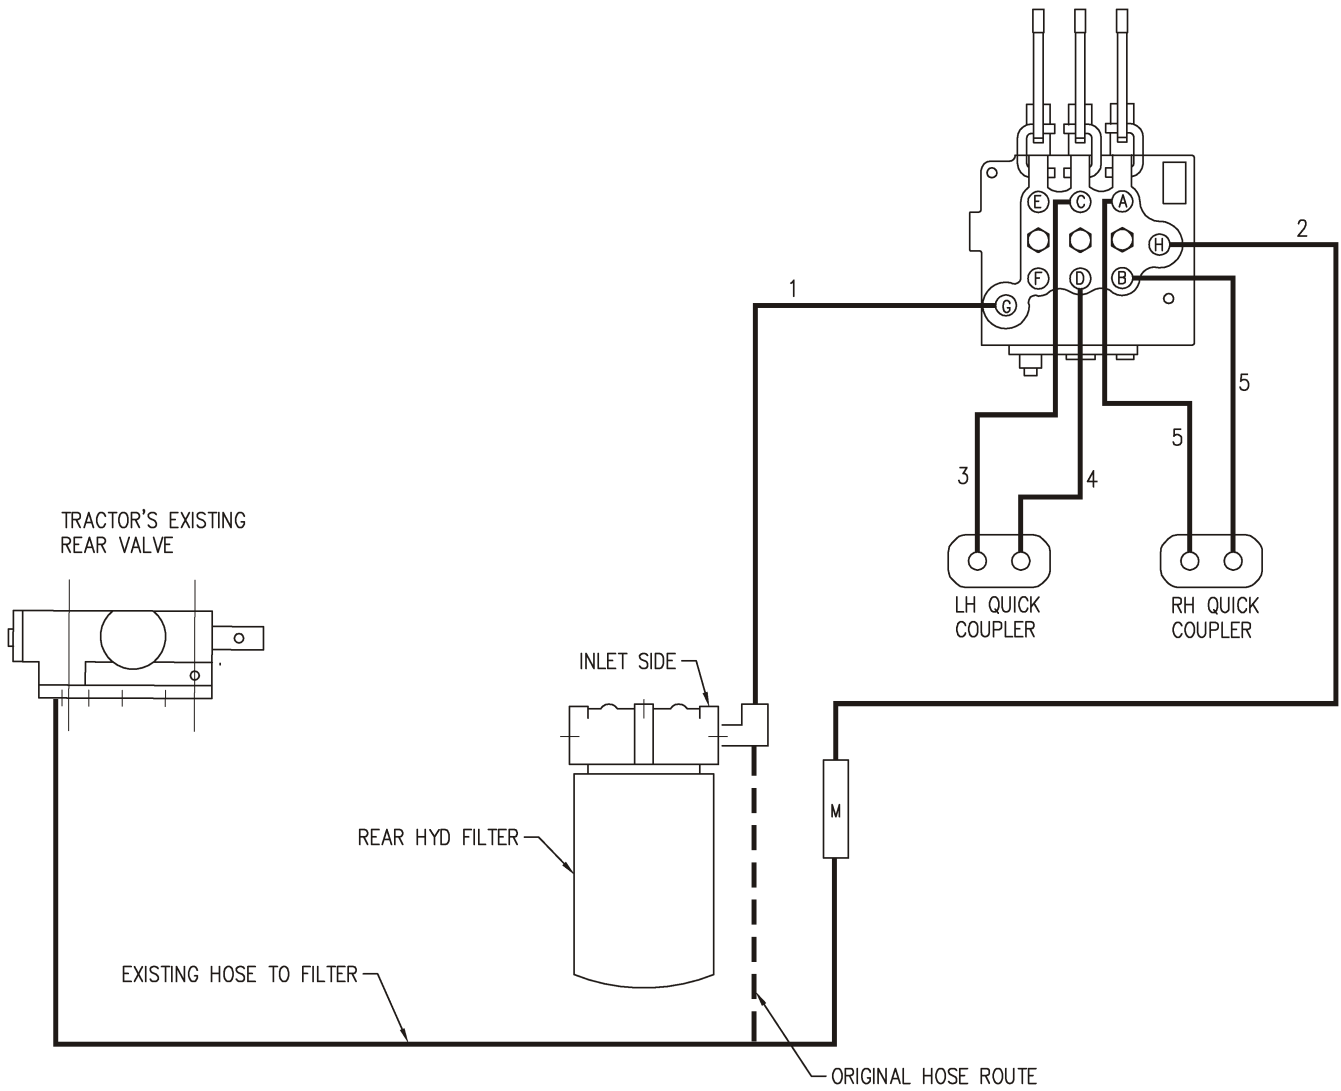 E C A
H
2
F D B
G
1
5
5
3
4
TRACTOR'S EXISTING
REAR VALVE
LH QUICK
COUPLER
RH QUICK
COUPLER
INLET SIDE
M
REAR HYD FILTER
EXISTING HOSE TO FILTER
ORIGINAL HOSE ROUTE